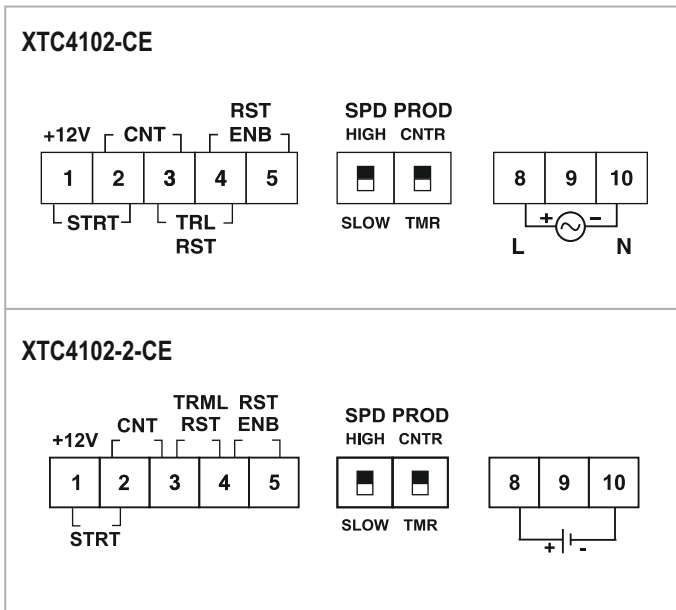 XTC4102-CE
RST
SPD PROD
+12V CNT ENB
HIGH CNTR
1 2 3 4 5
8 9 10
STRT TRL
RST
SLOW TMR
+ -
L N
XTC4102-2-CE
TRML RST
SPD PROD
+12V CNT RST ENB
HIGH CNTR
1 2 3 4 5
8 9 10
STRT
SLOW TMR
+ -